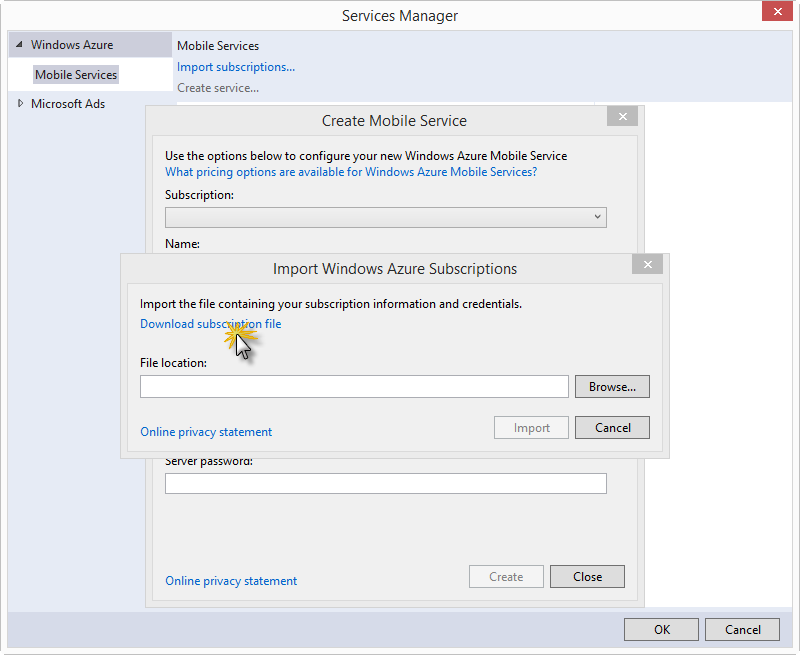 Services Manager
Windows Azure
Mobile Services
Microsoft Ads
Mobile Services
Import subscriptions...
Create service...
Create Mobile Service
Use the options below to configure your new Windows Azure Mobile Service
What pricing options are available for Windows Azure Mobile Services?
Subscription:
Name:
Import Windows Azure Subscriptions
Import the file containing your subscription information and credentials.
Download subscription file
File location:
Browse...
Online privacy statement
Import
Cancel
Server password:
Online privacy statement
Create
Close
OK
Cancel